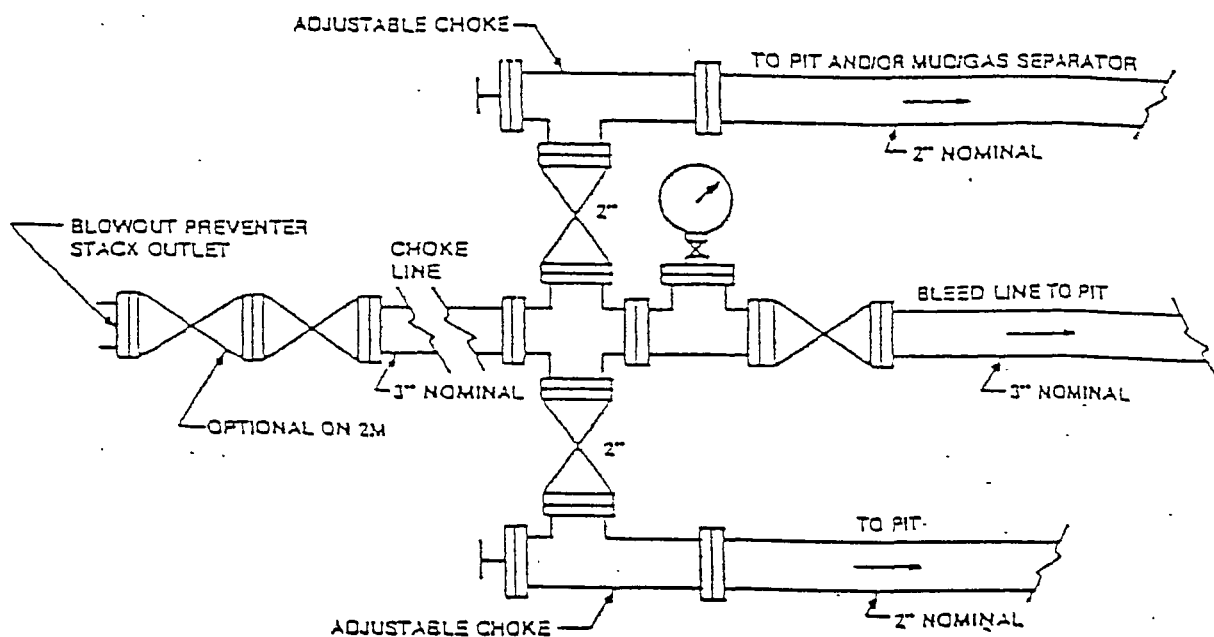 ADJUSTABLE CHOKE
TO PIT AND/OR MUD/GAS SEPARATOR
2" NOMINAL
2"
BLOWOUT PREVENTER
STACK OUTLET
CHOKE
LINE
BLEED LINE TO PIT
3" NOMINAL
3" NOMINAL
OPTIONAL ON 2M
2"
TO PIT
2" NOMINAL
ADJUSTABLE CHOKE